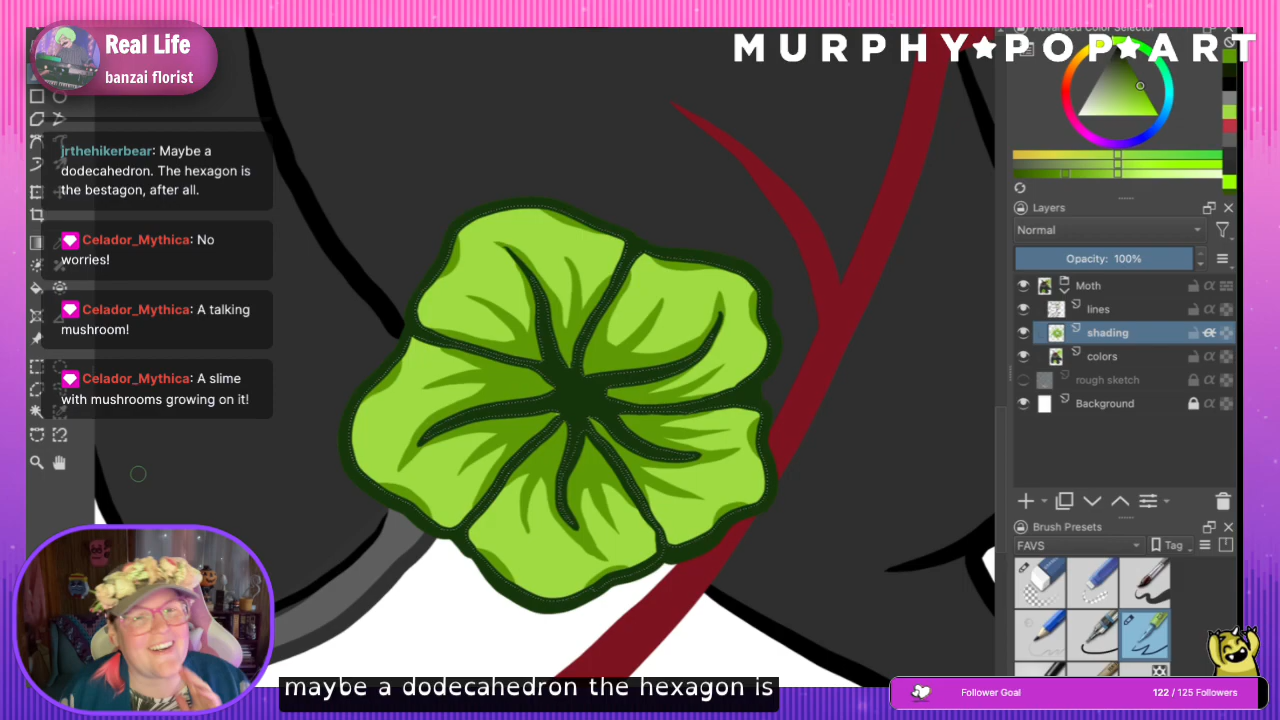 Real Life
banzai florist
MURPHY★POP★ART
Advanced Color Selector
jrthehikerbear: Maybe a
dodecahedron. The hexagon is
the bestagon, after all.
Celador_Mythica: No
worries!
Celador_Mythica: A talking
mushroom!
Celador_Mythica: A slime
with mushrooms growing on it!
Layers
Normal
Opacity: 100%
Moth
lines
shading
colors
rough sketch
Background
Brush Presets
FAVS
Tag
maybe a dodecahedron the hexagon is
Follower Goal
122 / 125 Followers